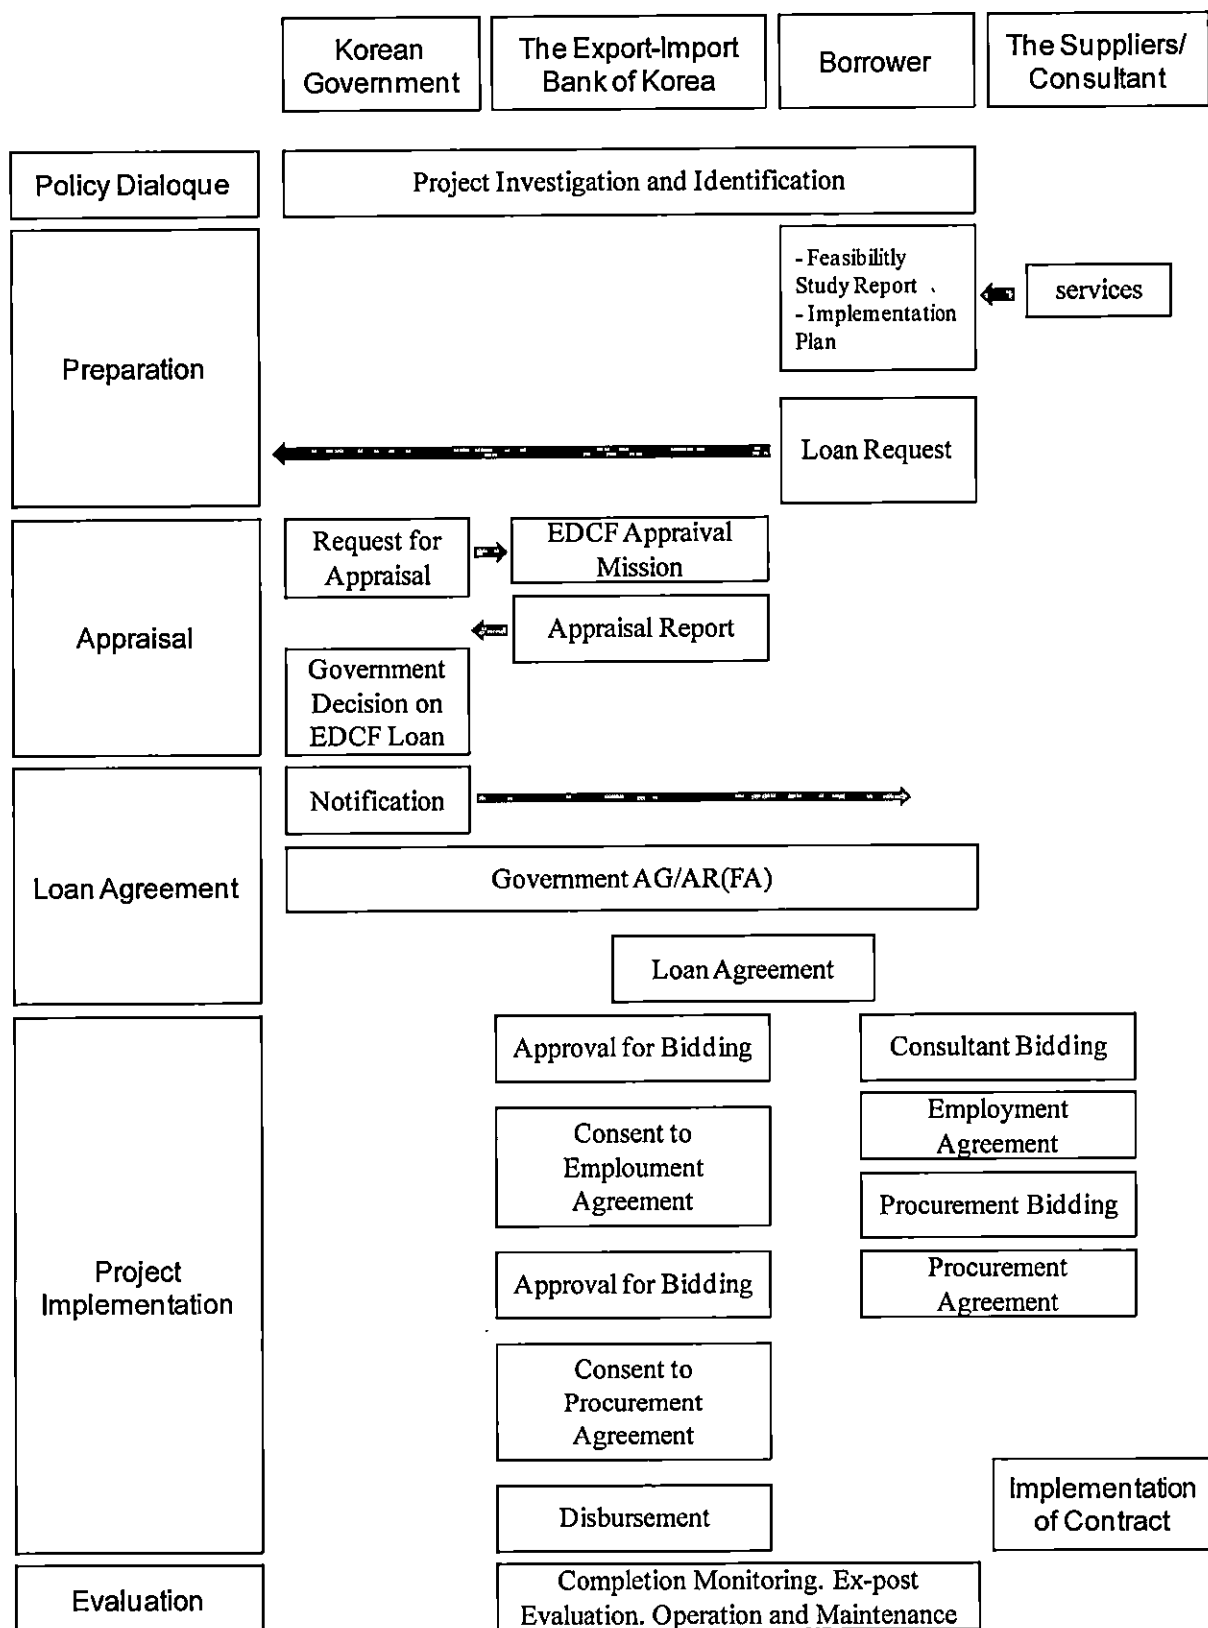 Korean
Government
The Export-Import
Bank of Korea
Borrower
The Suppliers/
Consultant
Policy Dialoque
Project Investigation and Identification
Preparation
- Feasibilitly
Study Report
- Implementation
Plan
services
Loan Request
Appraisal
Request for
Appraisal
EDCF Appraival
Mission
Appraisal Report
Government
Decision on
EDCF Loan
Loan Agreement
Notification
Government AG/AR(FA)
Loan Agreement
Project
Implementation
Approval for Bidding
Consultant Bidding
Employment
Agreement
Consent to
Emploument
Agreement
Procurement Bidding
Approval for Bidding
Procurement
Agreement
Consent to
Procurement
Agreement
Disbursement
Implementation
of Contract
Evaluation
Completion Monitoring. Ex-post
Evaluation. Operation and Maintenance